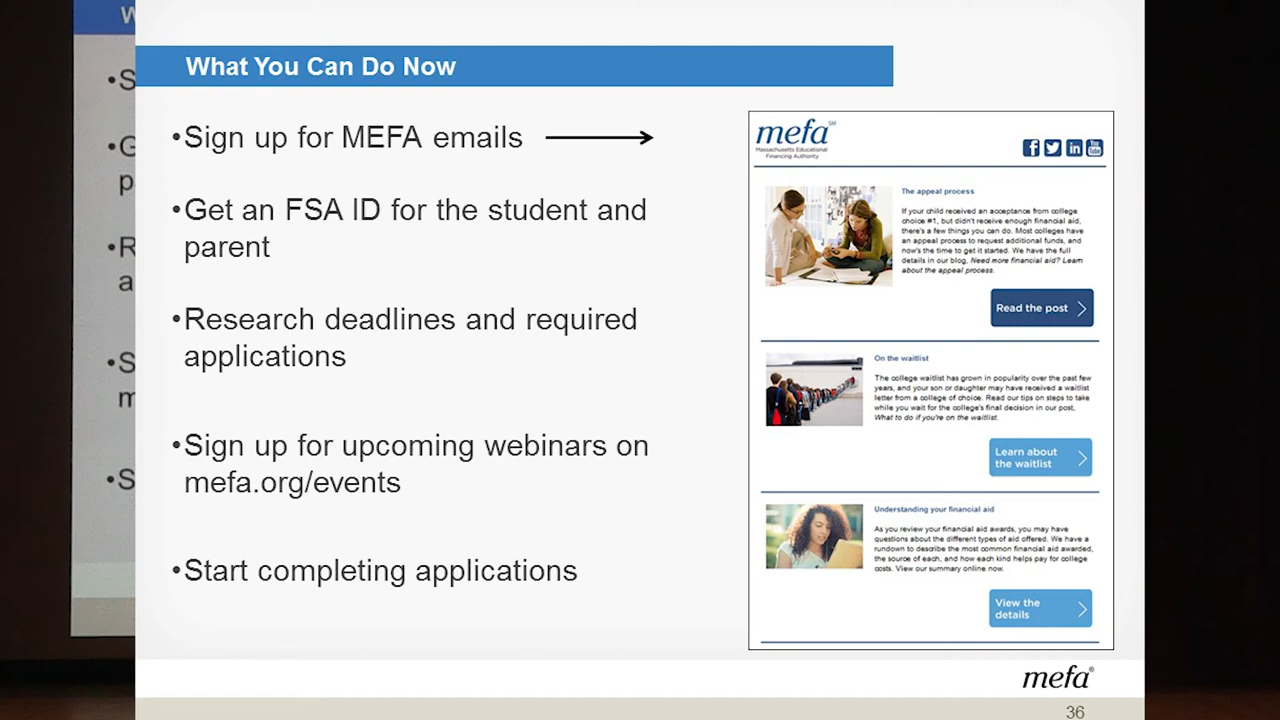 What You Can Do Now
•Sign up for MEFA emails
•Get an FSA ID for the student and
parent
•Research deadlines and required
applications
•Sign up for upcoming webinars on
mefa.org/events
•Start completing applications
mefa SM
Massachusetts Educational
Financing Authority
The appeal process
If your child received an acceptance from college
choice #1, but didn't receive enough financial aid,
there's a few things you can do. Most colleges have
an appeal process to request additional funds, and
now's the time to get it started. We have the full
details in our blog, Need more financial aid? Learn
about the appeal process.
Read the post
On the waitlist
The college waitlist has grown in popularity over the past few
years, and your son or daughter may have received a waitlist
letter from a college of choice. Read our tips on steps to take
while you wait for the college's final decision in our post,
What to do if you're on the waitlist.
Learn about
the waitlist
Understanding your financial aid
As you review your financial aid awards, you may have
questions about the different types of aid offered. We have a
rundown to describe the most common financial aid awarded,
the source of each, and how each kind helps pay for college
costs. View our summary online now.
View the
details
mefa®
36